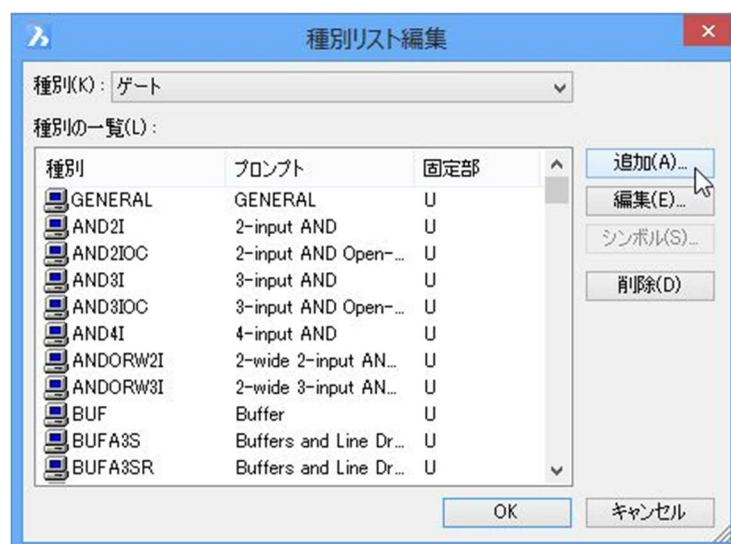 種別リスト編集
種別(K): ゲート
種別の一覧(L):
種別 プロンプト 固定部
GENERAL GENERAL U
AND2I 2-input AND U
AND2IOC 2-input AND Open-... U
AND3I 3-input AND U
AND3IOC 3-input AND Open-... U
AND4I 4-input AND U
ANDORW2I 2-wide 2-input AN... U
ANDORW3I 2-wide 3-input AN... U
BUF Buffer U
BUFA3S Buffers and Line Dr... U
BUFA3SR Buffers and Line Dr... U
追加(A)...
編集(E)...
シンボル(S)...
削除(D)
OK キャンセル